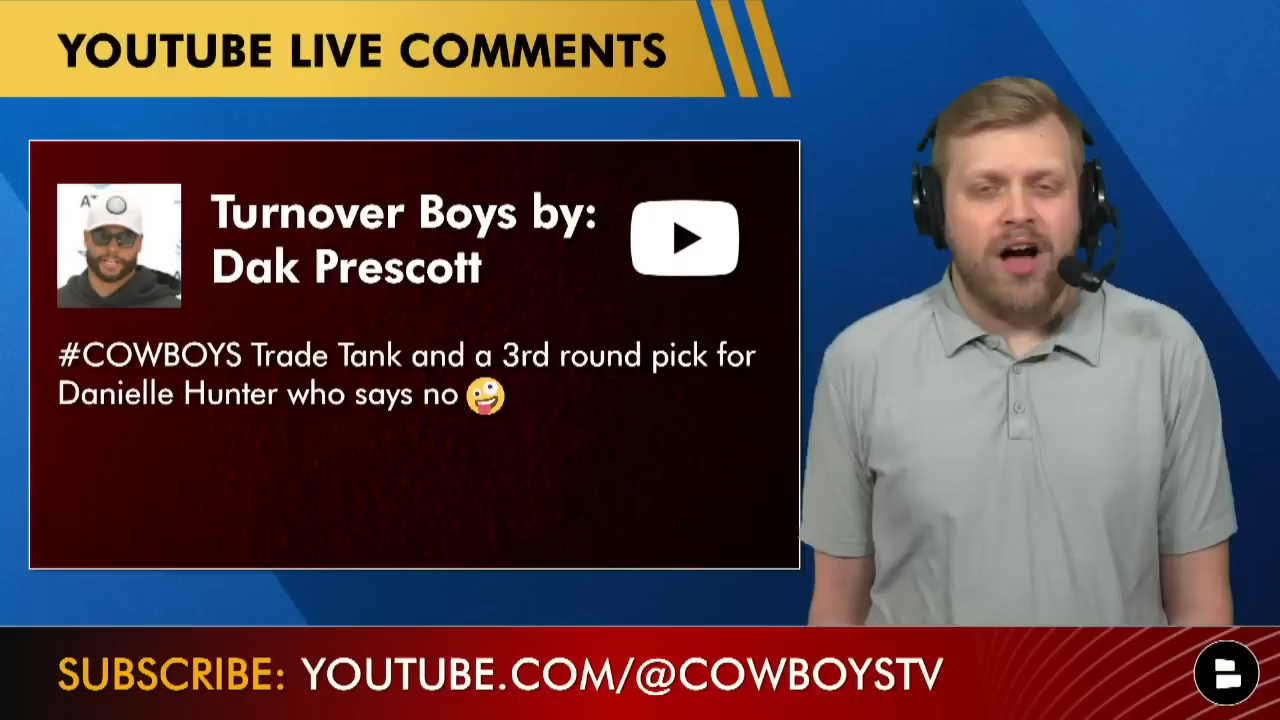 YOUTUBE LIVE COMMENTS
Turnover Boys by:
Dak Prescott
#COWBOYS Trade Tank and a 3rd round pick for
Danielle Hunter who says no 🤪
SUBSCRIBE: YOUTUBE.COM/@COWBOYSTV